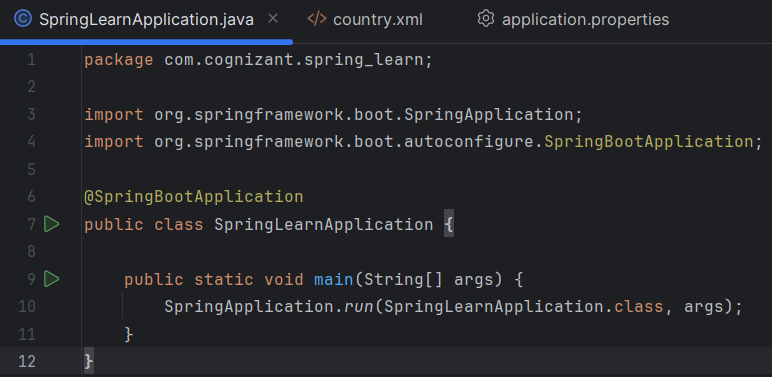 SpringLearnApplication.java × country.xml application.properties
1 package com.cognizant.spring_learn;
2
3 import org.springframework.boot.SpringApplication;
4 import org.springframework.boot.autoconfigure.SpringBootApplication;
5
6 @SpringBootApplication
7 public class SpringLearnApplication {
8
9     public static void main(String[] args) {
10         SpringApplication.run(SpringLearnApplication.class, args);
11     }
12 }